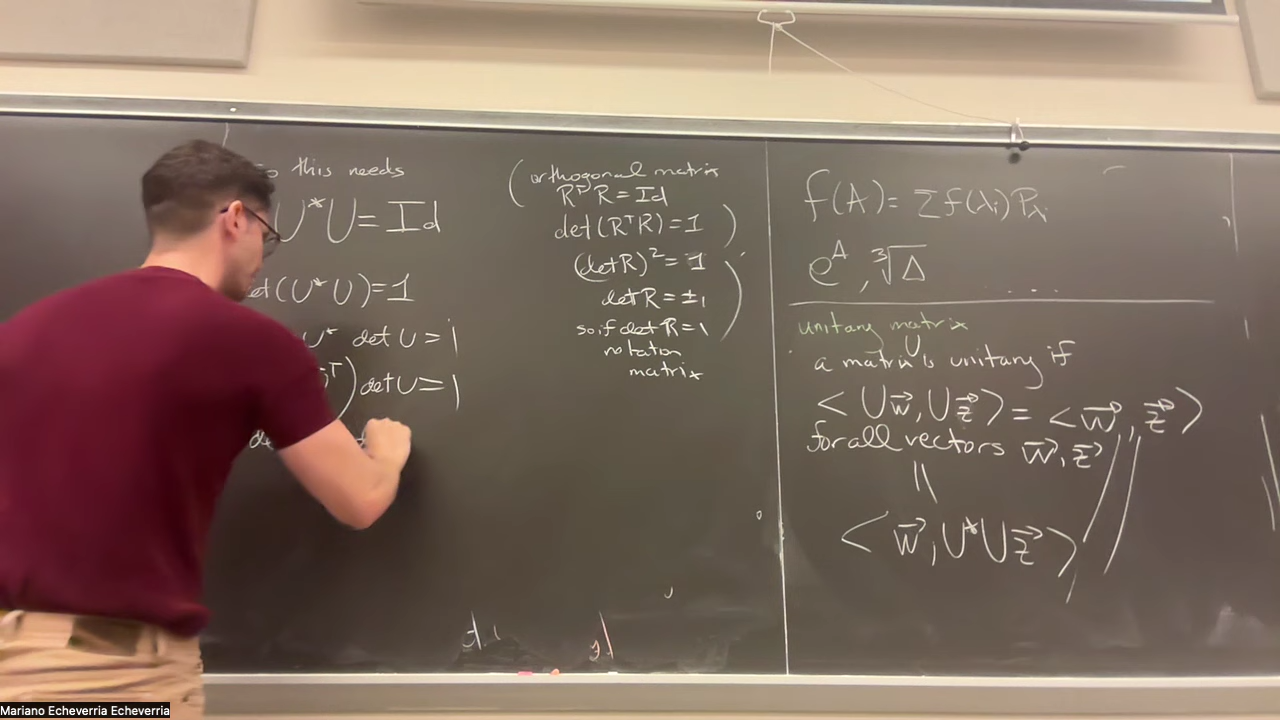 this needs
U*U = Id
(U*U) = 1
U* det U = 1
) det U = 1
(orthogonal matrix
RᵀR = Id
det(RᵀR) = 1)
(det R)² = 1
det R = ±1
so if det R = 1
rotation
matrix)
f(A) = Σ f(λᵢ) Pλᵢ
e^A, ∛Δ ....
unitary matrix
U
a matrix is unitary if
< U w⃗, U z⃗ > = < w⃗, z⃗ >
for all vectors w⃗, z⃗
||
< w⃗, U*U z⃗ >
Mariano Echeverria Echeverria